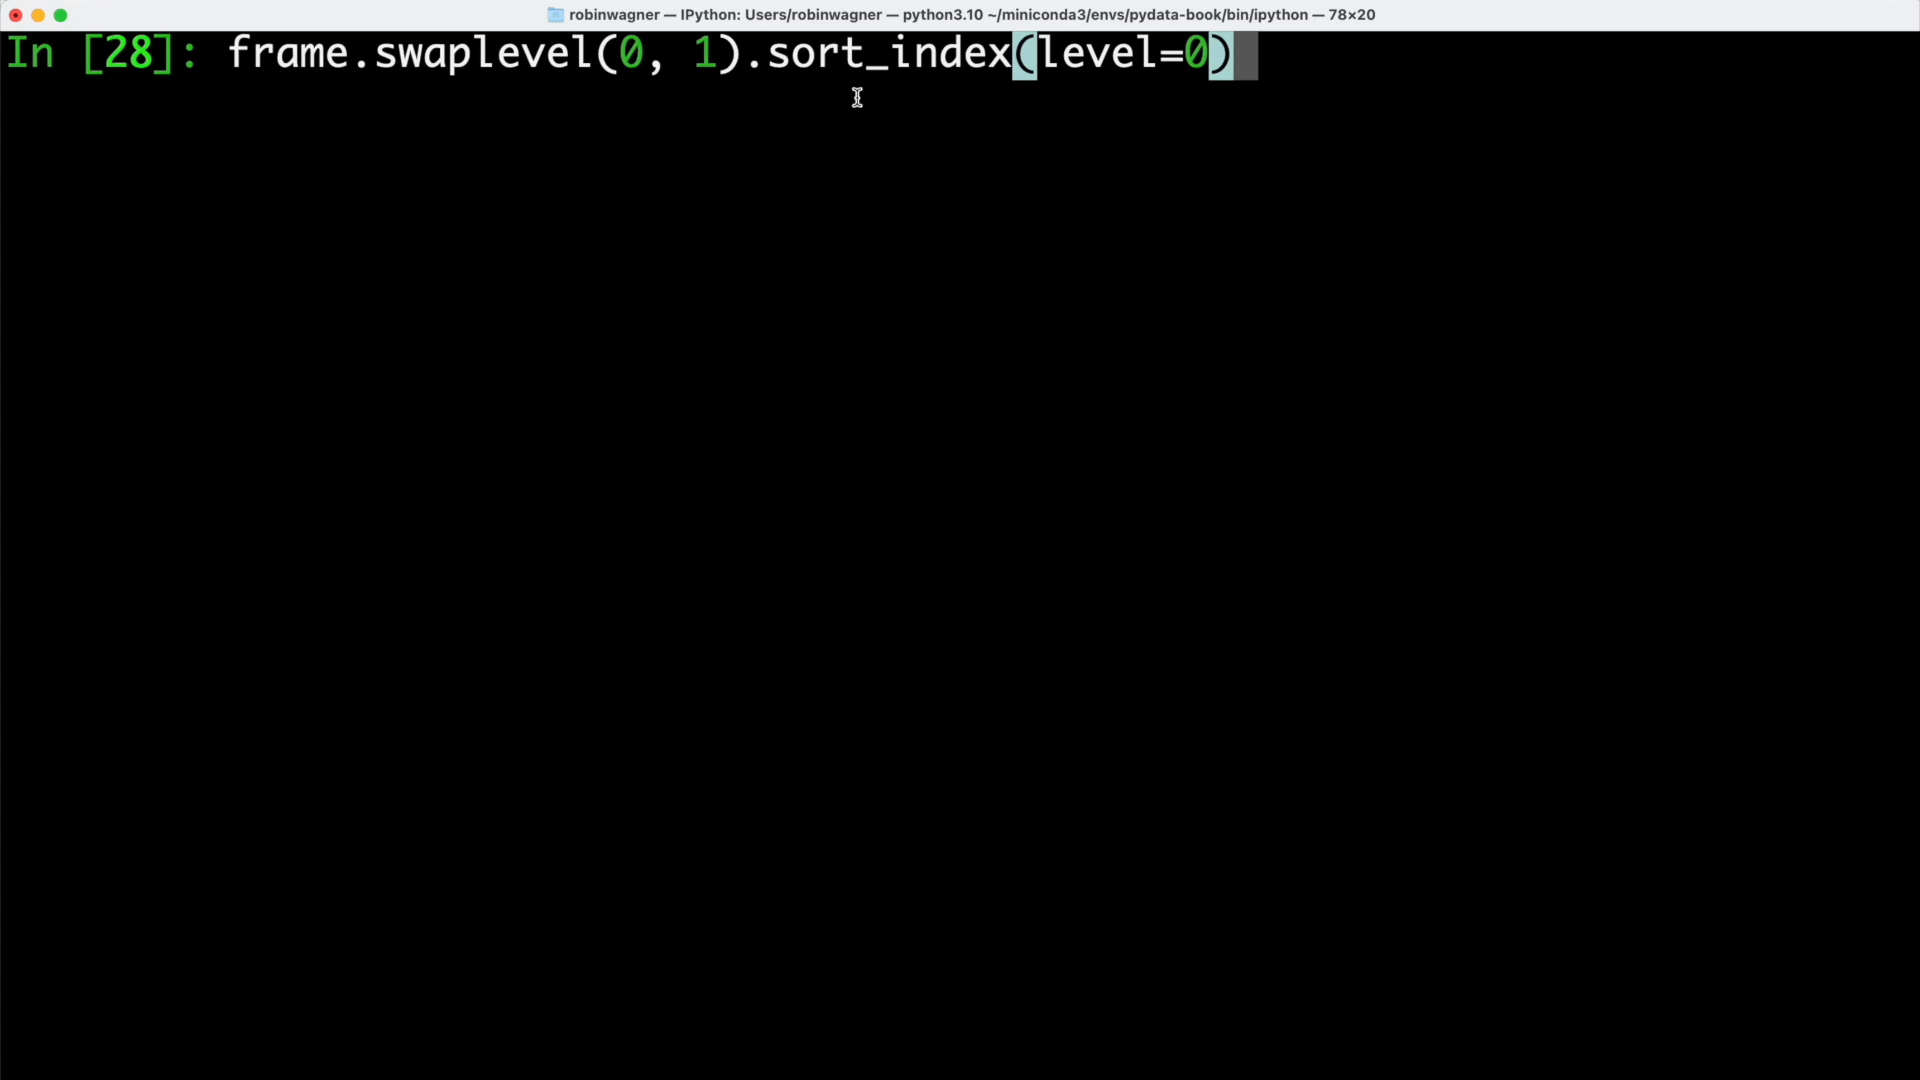 robinwagner — IPython: Users/robinwagner — python3.10 ~/miniconda3/envs/pydata-book/bin/ipython — 78×20
In [28]: frame.swaplevel(0, 1).sort_index(level=0)